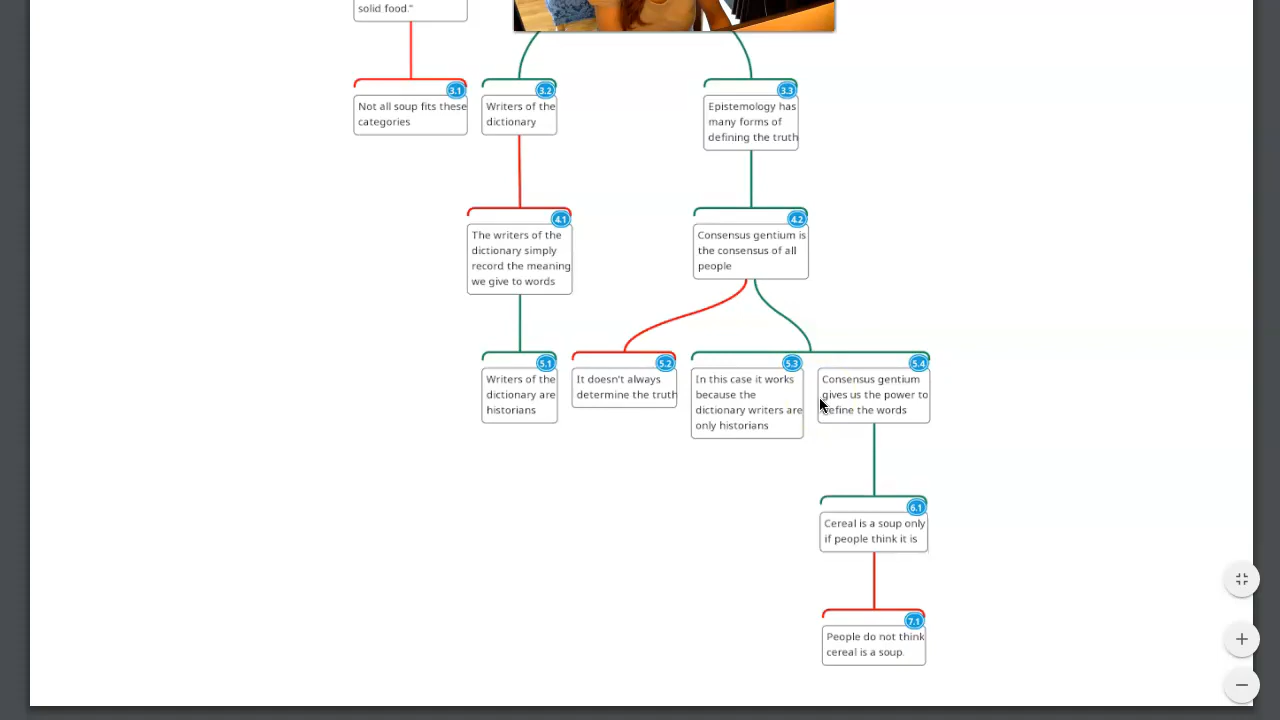 solid food."
3.1
Not all soup fits these
categories
3.2
Writers of the
dictionary
3.3
Epistemology has
many forms of
defining the truth
4.1
The writers of the
dictionary simply
record the meaning
we give to words
4.2
Consensus gentium is
the consensus of all
people
5.1
Writers of the
dictionary are
historians
5.2
It doesn't always
determine the truth
5.3
In this case it works
because the
dictionary writers are
only historians
5.4
Consensus gentium
gives us the power to
define the words
6.1
Cereal is a soup only
if people think it is
7.1
People do not think
cereal is a soup.